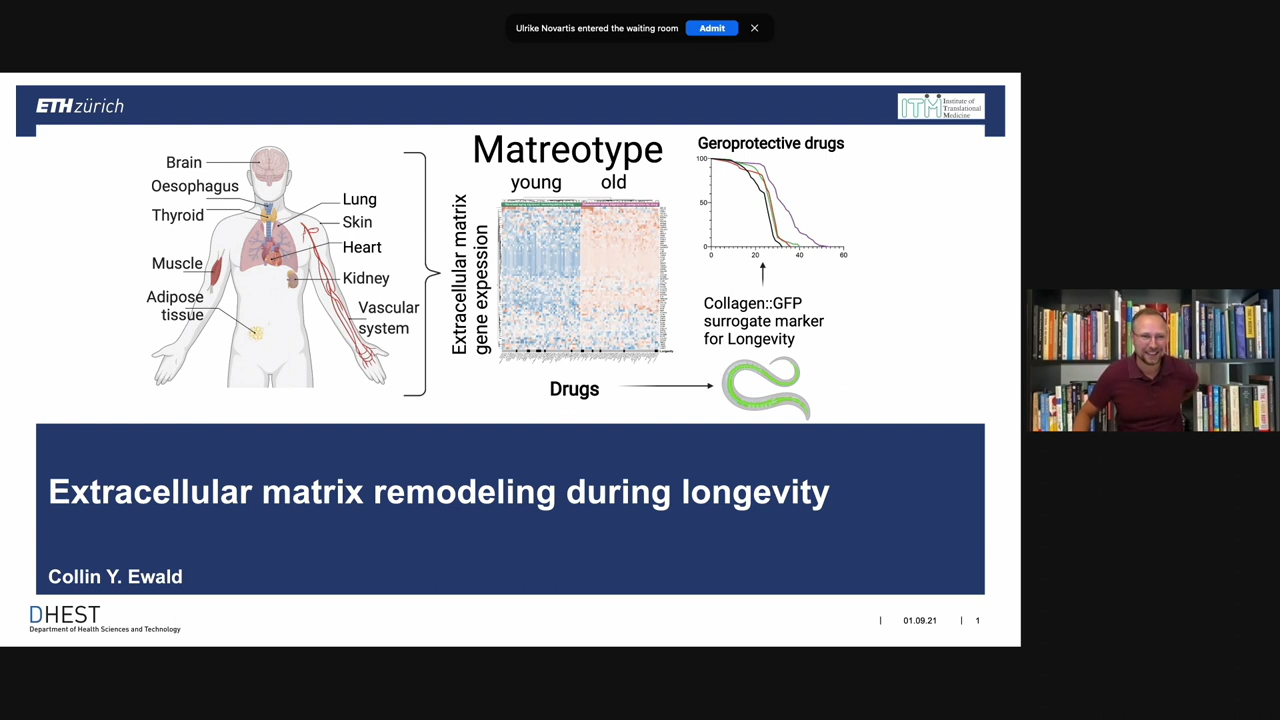 Ulrike Novartis entered the waiting room Admit
ETH zürich
ITM Institute of
Translational
Medicine
Brain
Oesophagus
Thyroid
Muscle
Adipose
tissue
Lung
Skin
Heart
Kidney
Vascular
system
Matreotype
young old
Extracellular matrix
gene expression
Geroprotective drugs
100
50
0
0 20 40 60
Collagen::GFP
surrogate marker
for Longevity
Drugs
Extracellular matrix remodeling during longevity
Collin Y. Ewald
DHEST
Department of Health Sciences and Technology
| 01.09.21 | 1